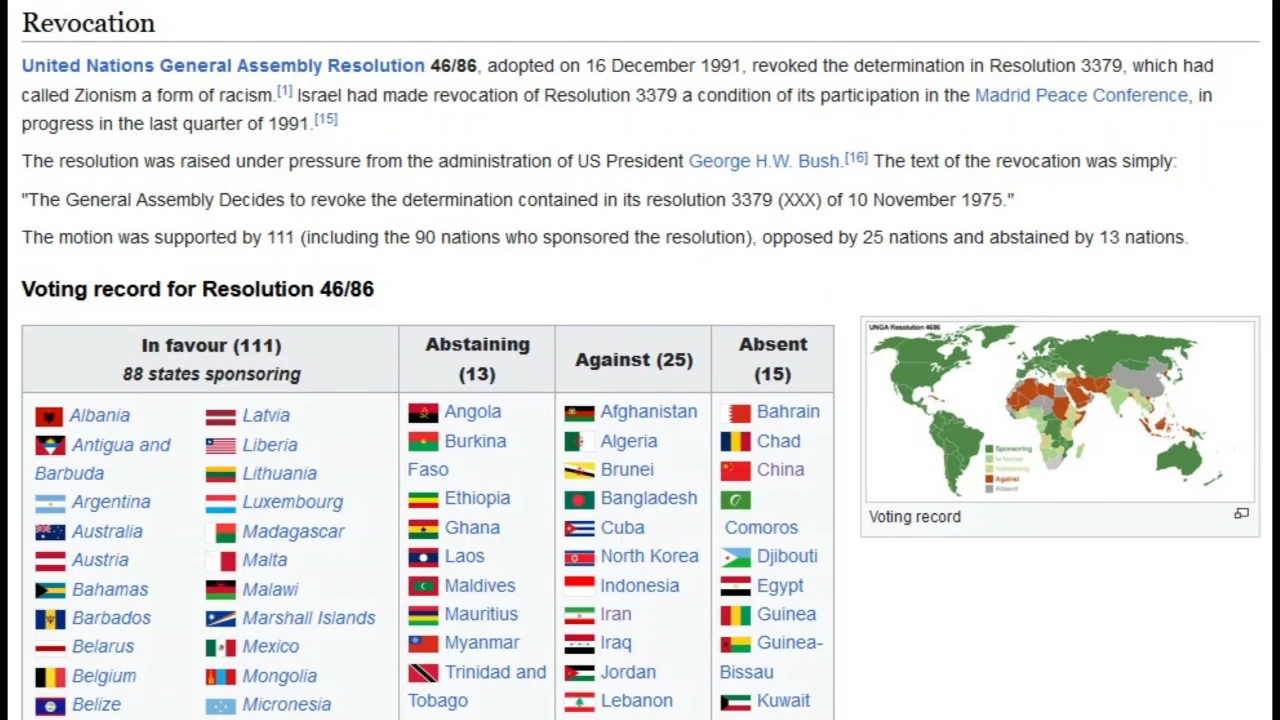 Revocation
United Nations General Assembly Resolution 46/86, adopted on 16 December 1991, revoked the determination in Resolution 3379, which had
called Zionism a form of racism.[1] Israel had made revocation of Resolution 3379 a condition of its participation in the Madrid Peace Conference, in
progress in the last quarter of 1991.[15]
The resolution was raised under pressure from the administration of US President George H.W. Bush.[16] The text of the revocation was simply:
"The General Assembly Decides to revoke the determination contained in its resolution 3379 (XXX) of 10 November 1975."
The motion was supported by 111 (including the 90 nations who sponsored the resolution), opposed by 25 nations and abstained by 13 nations.
Voting record for Resolution 46/86
In favour (111)
88 states sponsoring
Albania
Antigua and
Barbuda
Argentina
Australia
Austria
Bahamas
Barbados
Belarus
Belgium
Belize
Latvia
Liberia
Lithuania
Luxembourg
Madagascar
Malta
Malawi
Marshall Islands
Mexico
Mongolia
Micronesia
Abstaining
(13)
Angola
Burkina
Faso
Ethiopia
Ghana
Laos
Maldives
Mauritius
Myanmar
Trinidad and
Tobago
Against (25)
Afghanistan
Algeria
Brunei
Bangladesh
Cuba
North Korea
Indonesia
Iran
Iraq
Jordan
Lebanon
Absent
(15)
Bahrain
Chad
China
Comoros
Djibouti
Egypt
Guinea
Guinea-
Bissau
Kuwait
UNGA Resolution 4686
Sponsoring
In favour
Abstaining
Against
Absent
Voting record